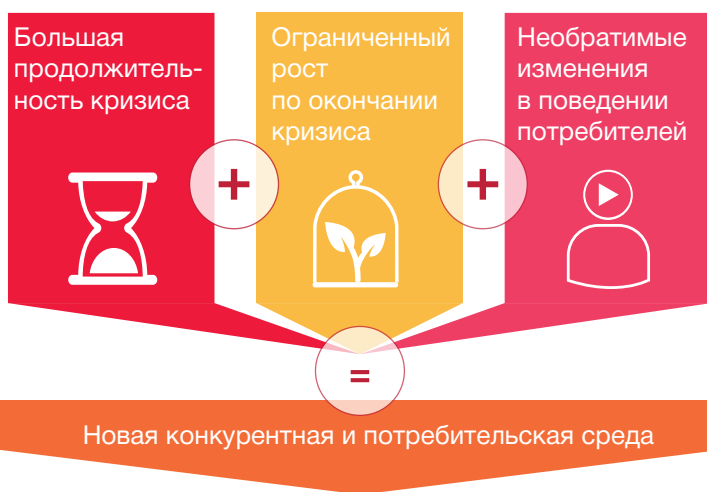 Большая
продолжитель-
ность кризиса
+
Ограниченный
рост
по окончании
кризиса
+
Необратимые
изменения
в поведении
потребителей
=
Новая конкурентная и потребительская среда